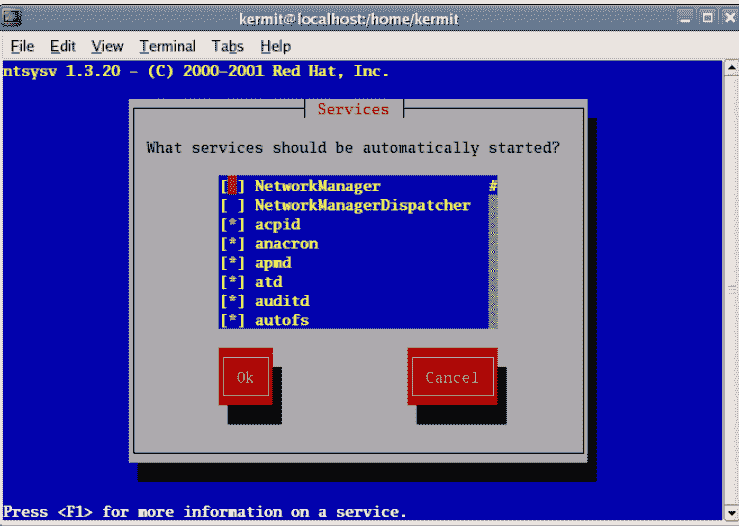 kermit@localhost:/home/kermit
File Edit View Terminal Tabs Help
ntsysv 1.3.20 - (C) 2000-2001 Red Hat, Inc.
Services
What services should be automatically started?
[ ] NetworkManager #
[ ] NetworkManagerDispatcher
[*] acpid
[*] anacron
[*] apmd
[*] atd
[*] auditd
[*] autofs
Ok Cancel
Press <F1> for more information on a service.